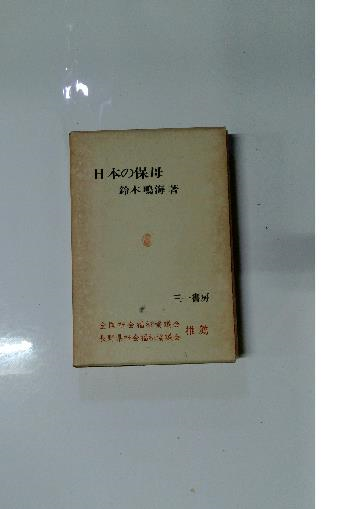 日本の保母
鈴木鳴海著
三一書房
全国社会福祉協議会
長野県社会福祉協議会
推薦